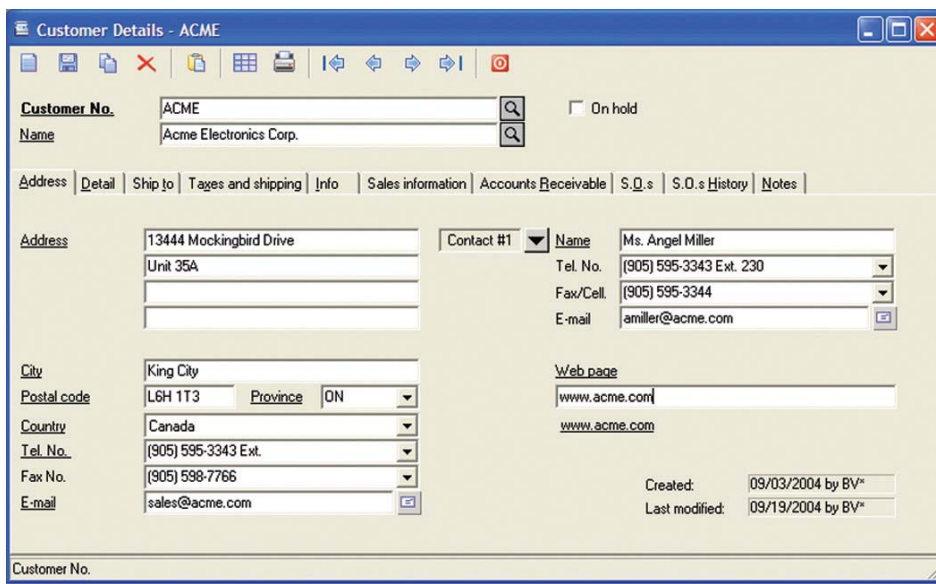 Customer Details - ACME
Customer No. ACME On hold
Name Acme Electronics Corp.
Address Detail Ship to Taxes and shipping Info Sales information Accounts Receivable S.O.s S.O.s History Notes
Address 13444 Mockingbird Drive Contact #1 Name Ms. Angel Miller
Unit 35A Tel. No. (905) 595-3343 Ext. 230
Fax/Cell. (905) 595-3344
E-mail amiller@acme.com
City King City Web page
Postal code L6H 1T3 Province ON www.acme.com
Country Canada www.acme.com
Tel. No. (905) 595-3343 Ext.
Fax No. (905) 598-7766 Created: 09/03/2004 by BV*
E-mail sales@acme.com Last modified: 09/19/2004 by BV*
Customer No.